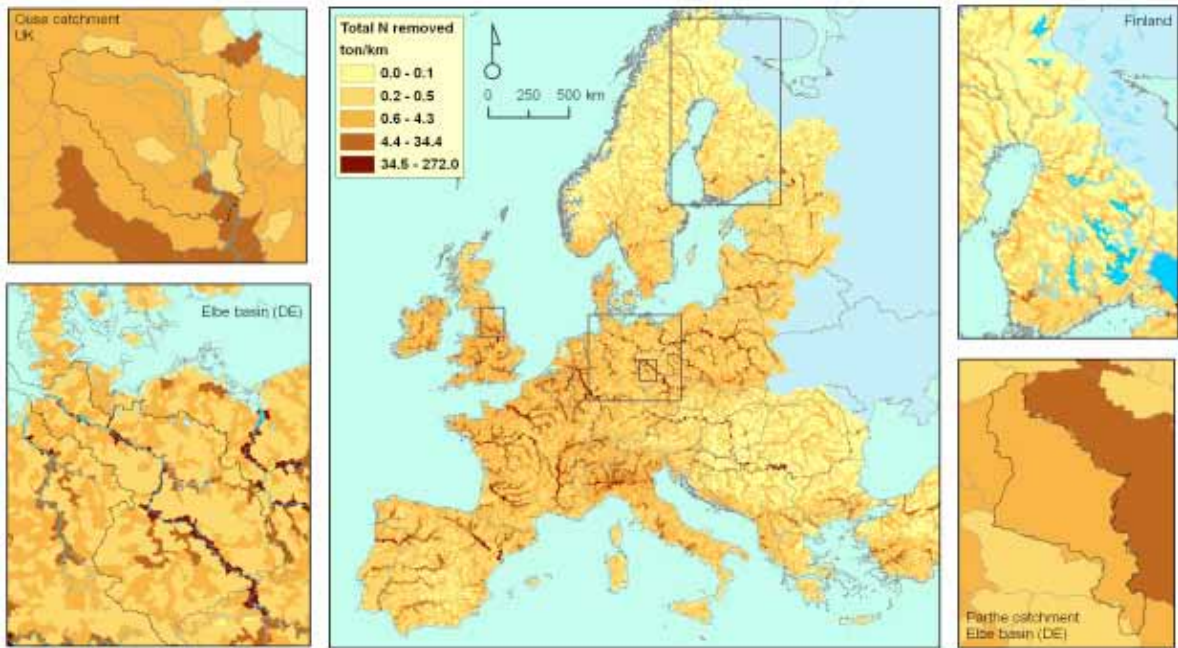 Ouse catchment
UK
Total N removed
ton/km
0.0 - 0.1
0.2 - 0.5
0.6 - 4.3
4.4 - 34.4
34.5 - 272.0
0 250 500 km
Finland
Elbe basin (DE)
Parthe catchment
Elbe basin (DE)